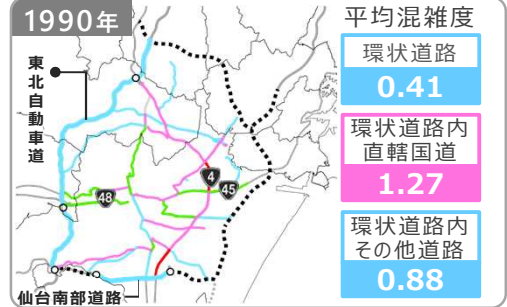 1990年
平均混雑度
環状道路
0.41
環状道路内
直轄国道
1.27
環状道路内
その他道路
0.88
東北自動車道
4
45
48
仙台南部道路